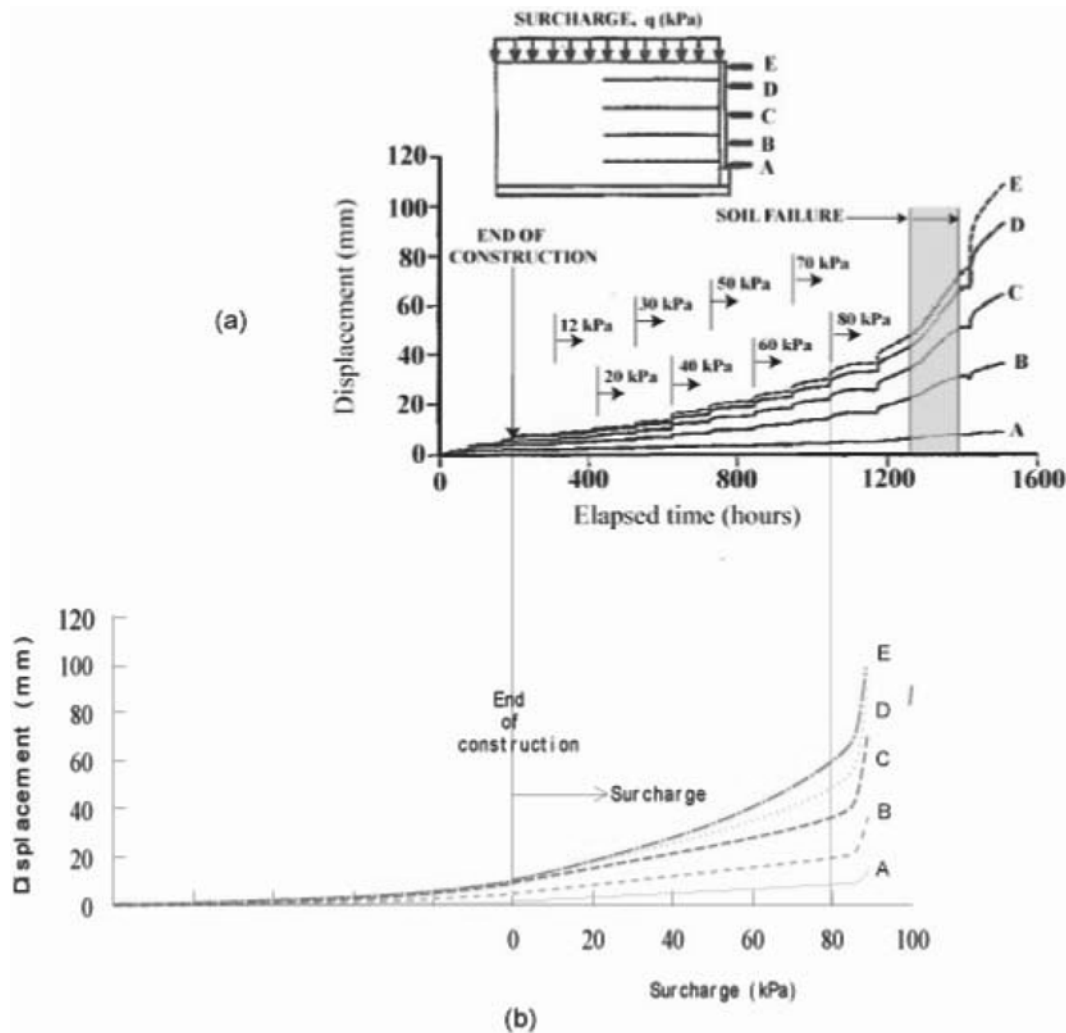 SURCHARGE, q (kPa)
E
D
C
B
A
120
100
80
60
40
20
0
Displacement (mm)
END OF
CONSTRUCTION
SOIL FAILURE
12 kPa
20 kPa
30 kPa
40 kPa
50 kPa
60 kPa
70 kPa
80 kPa
E
D
C
B
A
0
400
800
1200
1600
Elapsed time (hours)
(a)
120
100
80
60
40
20
0
Displacement (mm)
End
of
construction
Surcharge
E
D
C
B
A
0
20
40
60
80
100
Surcharge (kPa)
(b)